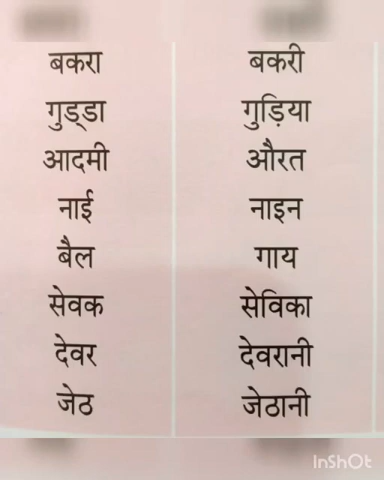 बकरा बकरी
गुड्डा गुड़िया
आदमी औरत
नाई नाइन
बैल गाय
सेवक सेविका
देवर देवरानी
जेठ जेठानी
InShOt